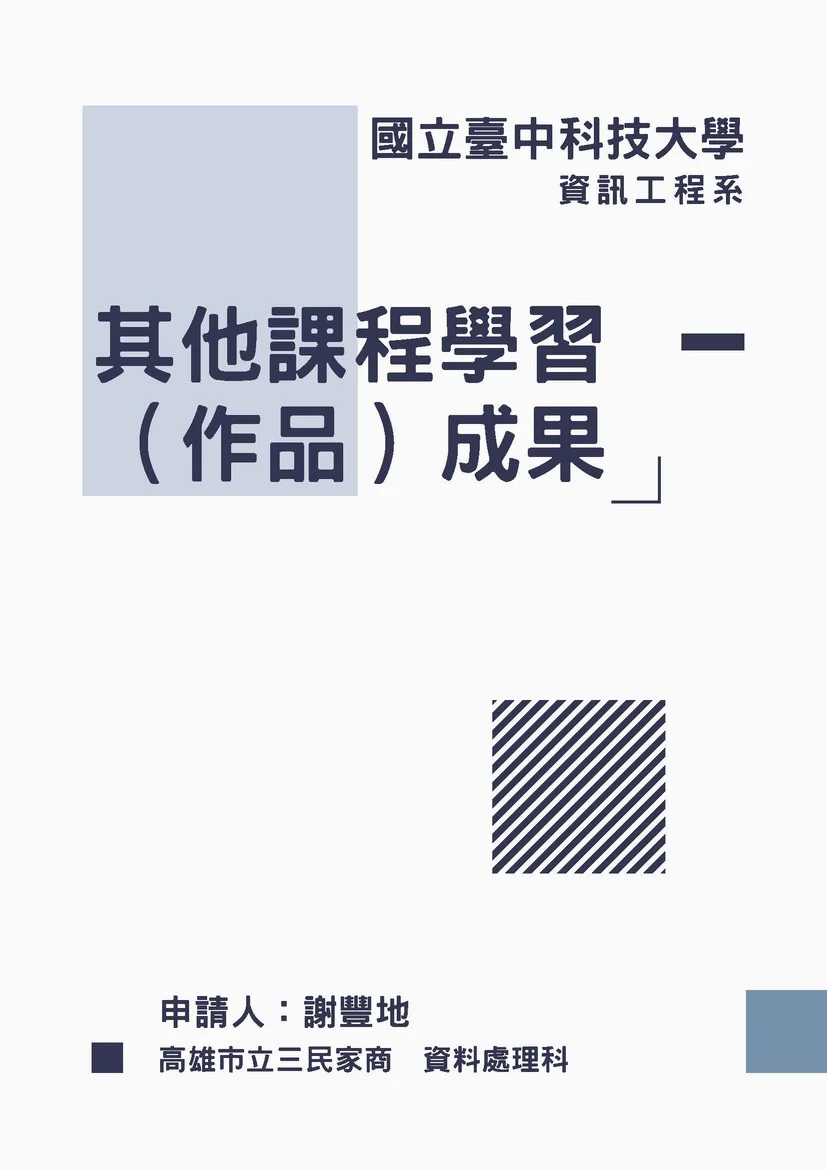 國立臺中科技大學
資訊工程系
其他課程學習
（作品）成果
申請人：謝豐地
高雄市立三民家商　資料處理科